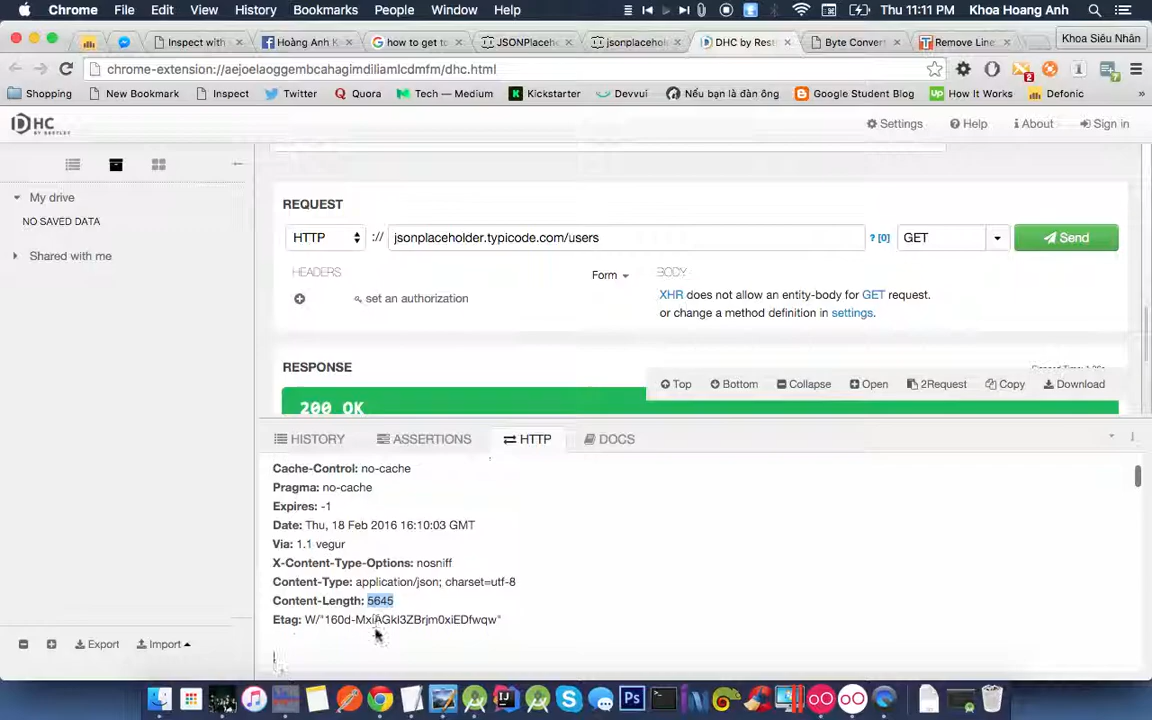 Chrome File Edit View History Bookmarks People Window Help Thu 11:11 PM Khoa Hoang Anh
Inspect with Hoàng Anh K how to get to JSONPlaceh jsonplaceho DHC by Rest Byte Convert Remove Line Khoa Siêu Nhân
chrome-extension://aejoelaoggembcahagimdiliamlcdmfm/dhc.html
Shopping New Bookmark Inspect Twitter Quora Tech — Medium Kickstarter Devvui Nếu bạn là đàn ông Google Student Blog How It Works Defonic »
DHC Settings Help About Sign in
My drive
NO SAVED DATA
Shared with me
REQUEST
HTTP :// jsonplaceholder.typicode.com/users ? [0] GET Send
HEADERS Form BODY
set an authorization
XHR does not allow an entity-body for GET request.
or change a method definition in settings.
RESPONSE
Top Bottom Collapse Open 2Request Copy Download
200 OK
HISTORY ASSERTIONS HTTP DOCS
Cache-Control: no-cache
Pragma: no-cache
Expires: -1
Date: Thu, 18 Feb 2016 16:10:03 GMT
Via: 1.1 vegur
X-Content-Type-Options: nosniff
Content-Type: application/json; charset=utf-8
Content-Length: 5645
Etag: W/"160d-MxiAGkl3ZBrjm0xiEDfwqw"
Export Import